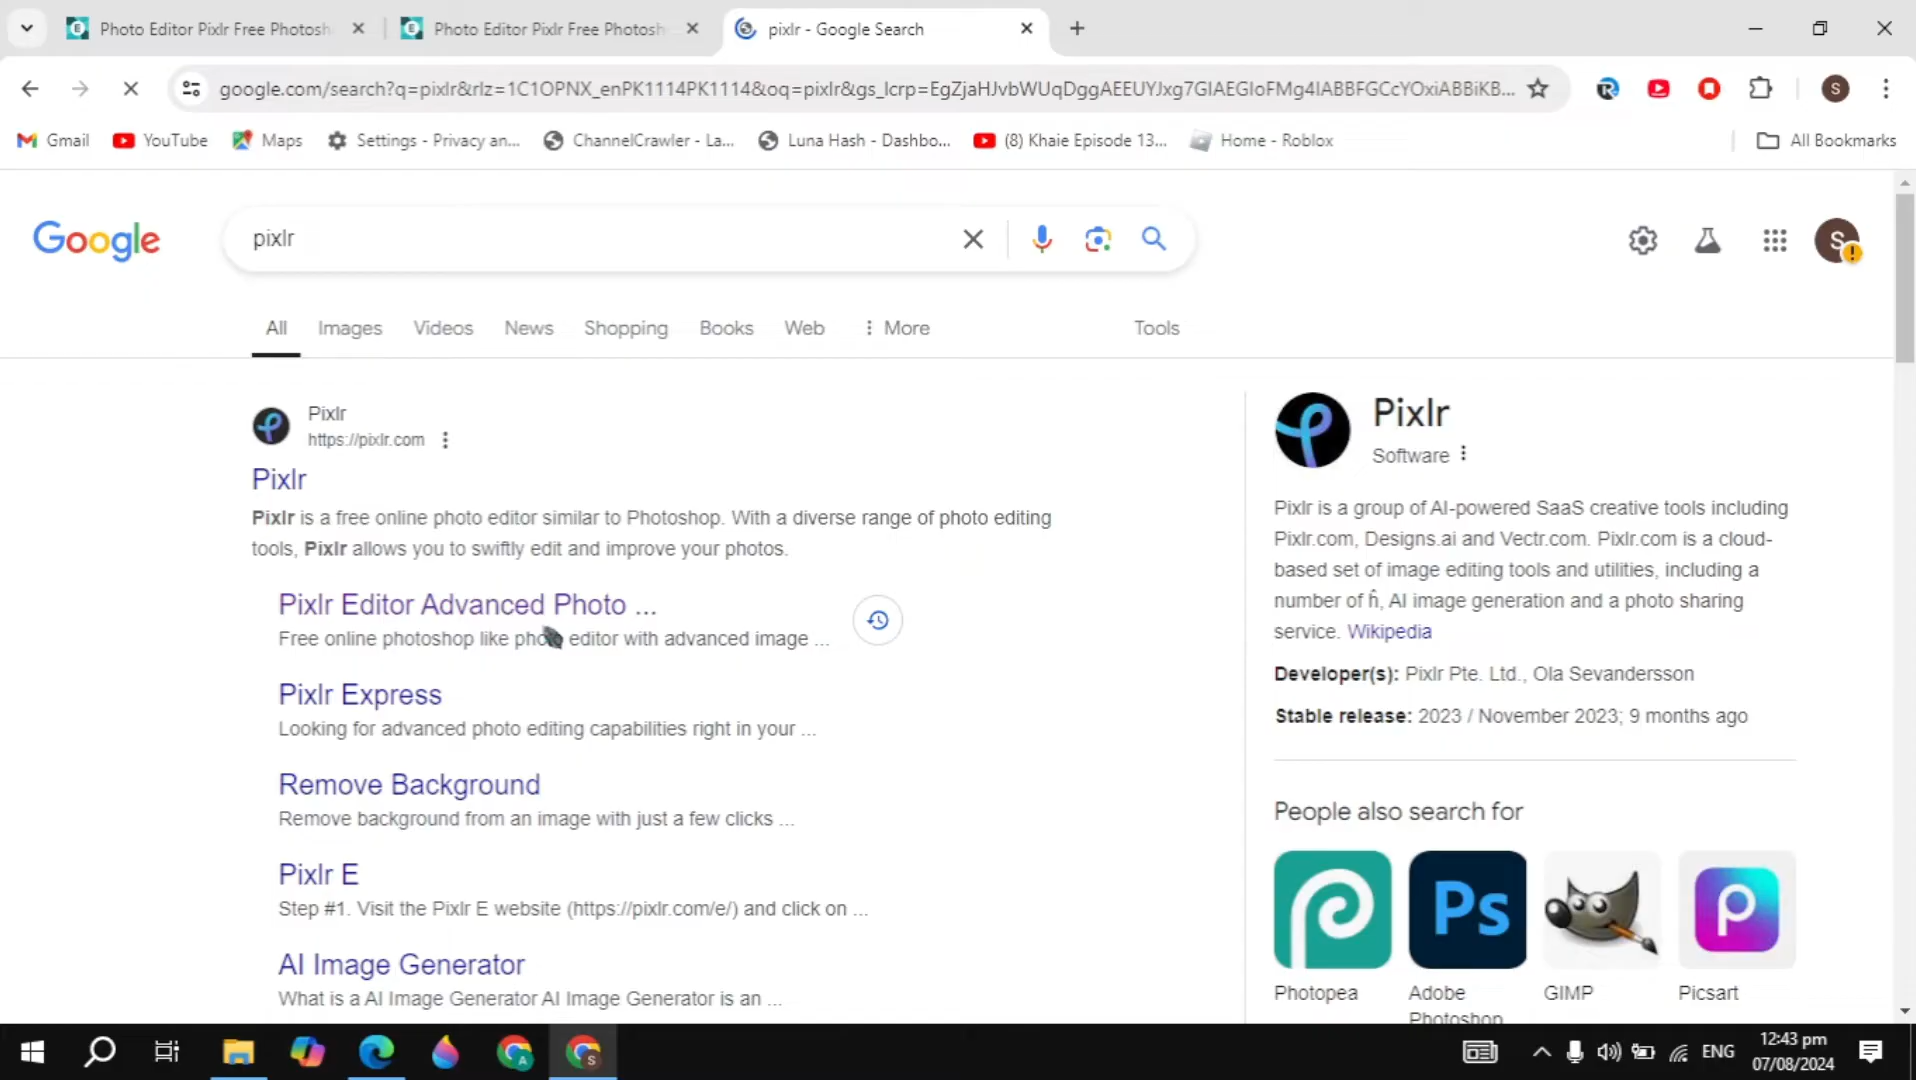 Photo Editor Pixlr Free Photosh
Photo Editor Pixlr Free Photosh
pixlr - Google Search
google.com/search?q=pixlr&rlz=1C1OPNX_enPK1114PK1114&oq=pixlr&gs_lcrp=EgZjaHJvbWUqDggAEEUYJxg7GIAEGIoFMg4IABBFGCcYOxiABBiKB...
S
Gmail
YouTube
Maps
Settings - Privacy an...
ChannelCrawler - La...
Luna Hash - Dashbo...
(8) Khaie Episode 13...
Home - Roblox
All Bookmarks
Google
pixlr
S
All
Images
Videos
News
Shopping
Books
Web
More
Tools
Pixlr
https://pixlr.com
Pixlr
Pixlr is a free online photo editor similar to Photoshop. With a diverse range of photo editing
tools, Pixlr allows you to swiftly edit and improve your photos.
Pixlr Editor Advanced Photo ...
Free online photoshop like photo editor with advanced image ...
Pixlr Express
Looking for advanced photo editing capabilities right in your ...
Remove Background
Remove background from an image with just a few clicks ...
Pixlr E
Step #1. Visit the Pixlr E website (https://pixlr.com/e/) and click on ...
AI Image Generator
What is a AI Image Generator AI Image Generator is an ...
Pixlr
Software
Pixlr is a group of AI-powered SaaS creative tools including
Pixlr.com, Designs.ai and Vectr.com. Pixlr.com is a cloud-
based set of image editing tools and utilities, including a
number of ĥ, AI image generation and a photo sharing
service. Wikipedia
Developer(s): Pixlr Pte. Ltd., Ola Sevandersson
Stable release: 2023 / November 2023; 9 months ago
People also search for
Ps
Photopea
Adobe
Photoshop
GIMP
Picsart
A
S
ENG
12:43 pm
07/08/2024